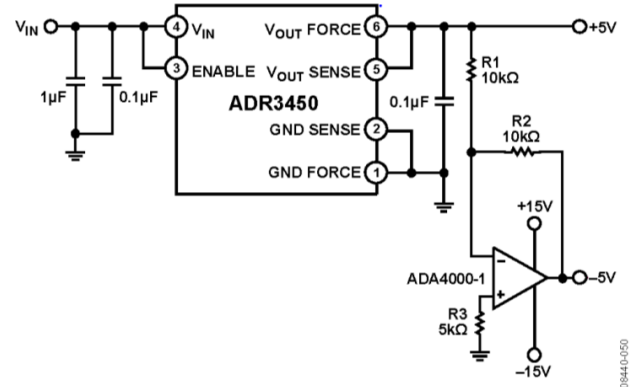 VIN
4
VIN
VOUT FORCE
6
+5V
3
ENABLE
VOUT SENSE
5
R1
10kΩ
1µF
0.1µF
ADR3450
0.1µF
GND SENSE
2
R2
10kΩ
GND FORCE
1
+15V
–
ADA4000-1
–5V
+
R3
5kΩ
–15V
08440-050